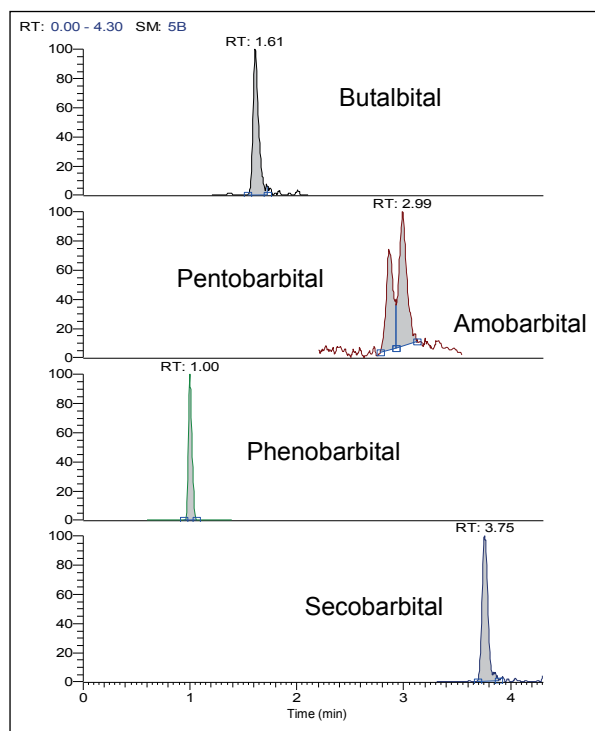 RT: 0.00 - 4.30 SM: 5B
RT: 1.61
100
80
60
40
20
0
Butalbital
RT: 2.99
100
80
60
40
20
0
Pentobarbital
Amobarbital
RT: 1.00
100
80
60
40
20
0
Phenobarbital
RT: 3.75
100
80
60
40
20
0
Secobarbital
0 1 2 3 4
Time (min)